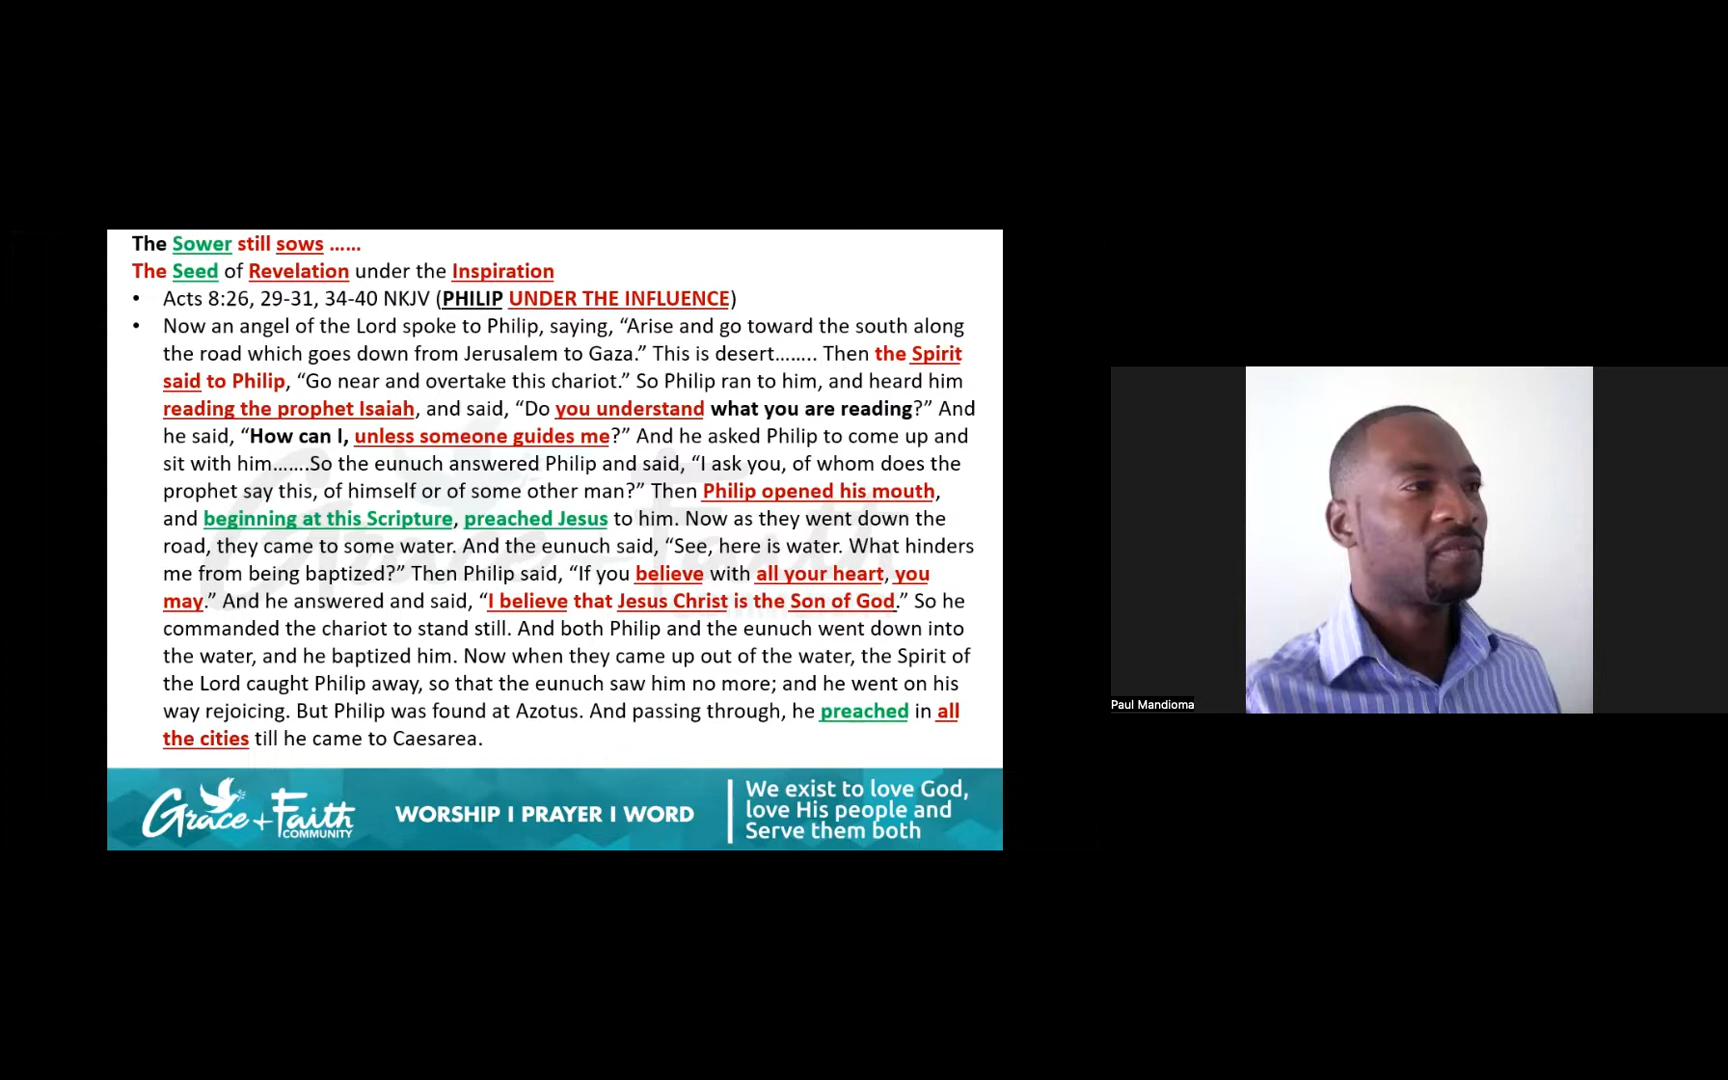 The Sower still sows ......
The Seed of Revelation under the Inspiration
• Acts 8:26, 29-31, 34-40 NKJV (PHILIP UNDER THE INFLUENCE)
• Now an angel of the Lord spoke to Philip, saying, “Arise and go toward the south along
the road which goes down from Jerusalem to Gaza.” This is desert........ Then the Spirit
said to Philip, “Go near and overtake this chariot.” So Philip ran to him, and heard him
reading the prophet Isaiah, and said, “Do you understand what you are reading?” And
he said, “How can I, unless someone guides me?” And he asked Philip to come up and
sit with him.......So the eunuch answered Philip and said, “I ask you, of whom does the
prophet say this, of himself or of some other man?” Then Philip opened his mouth,
and beginning at this Scripture, preached Jesus to him. Now as they went down the
road, they came to some water. And the eunuch said, “See, here is water. What hinders
me from being baptized?” Then Philip said, “If you believe with all your heart, you
may.” And he answered and said, “I believe that Jesus Christ is the Son of God.” So he
commanded the chariot to stand still. And both Philip and the eunuch went down into
the water, and he baptized him. Now when they came up out of the water, the Spirit of
the Lord caught Philip away, so that the eunuch saw him no more; and he went on his
way rejoicing. But Philip was found at Azotus. And passing through, he preached in all
the cities till he came to Caesarea.
Grace + Faith
COMMUNITY
WORSHIP I PRAYER I WORD
We exist to love God,
love His people and
Serve them both
Paul Mandioma